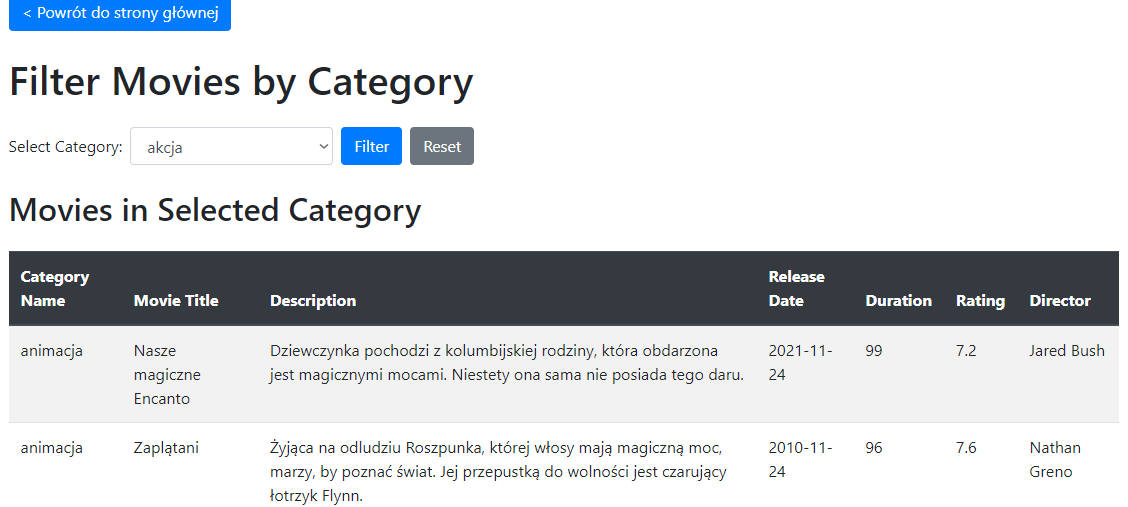 < Powrót do strony głównej
Filter Movies by Category
Select Category: akcja Filter Reset
Movies in Selected Category
Category Name Movie Title Description Release Date Duration Rating Director
animacja Nasze Dziewczynka pochodzi z kolumbijskiej rodziny, która obdarzona 2021-11- 99 7.2 Jared Bush
magiczne jest magicznymi mocami. Niestety ona sama nie posiada tego daru. 24
Encanto
animacja Zaplątani Żyjąca na odludziu Roszpunka, której włosy mają magiczną moc, 2010-11- 96 7.6 Nathan
marzy, by poznać świat. Jej przepustką do wolności jest czarujący 24 Greno
łotrzyk Flynn.